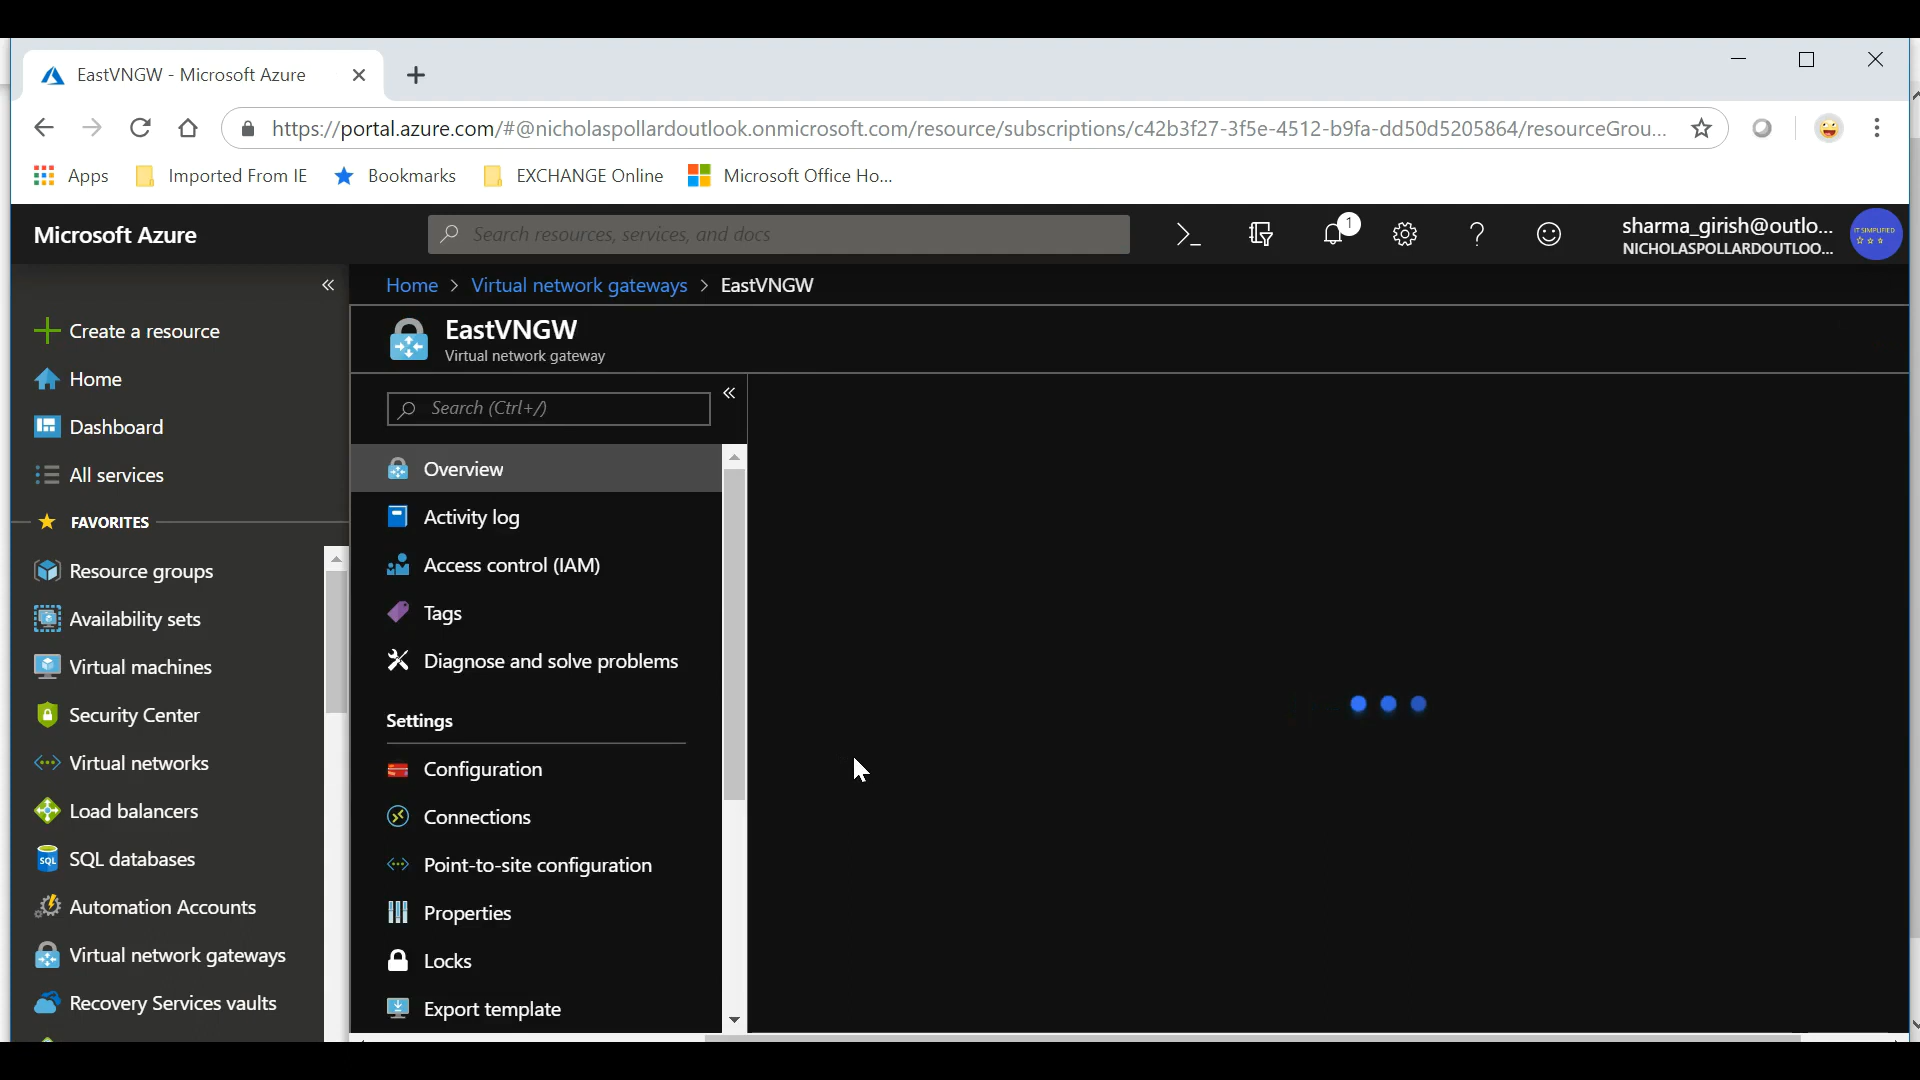 EastVNGW - Microsoft Azure
https://portal.azure.com/#@nicholaspollardoutlook.onmicrosoft.com/resource/subscriptions/c42b3f27-3f5e-4512-b9fa-dd50d5205864/resourceGrou...
Apps
Imported From IE
Bookmarks
EXCHANGE Online
Microsoft Office Ho...
Microsoft Azure
Search resources, services, and docs
1
sharma_girish@outlo...
NICHOLASPOLLARDOUTLOO...
IT SIMPLIFIED
Home > Virtual network gateways > EastVNGW
EastVNGW
Virtual network gateway
Create a resource
Home
Dashboard
All services
FAVORITES
Resource groups
Availability sets
Virtual machines
Security Center
Virtual networks
Load balancers
SQL
SQL databases
Automation Accounts
Virtual network gateways
Recovery Services vaults
Search (Ctrl+/)
Overview
Activity log
Access control (IAM)
Tags
Diagnose and solve problems
Settings
Configuration
Connections
Point-to-site configuration
Properties
Locks
Export template